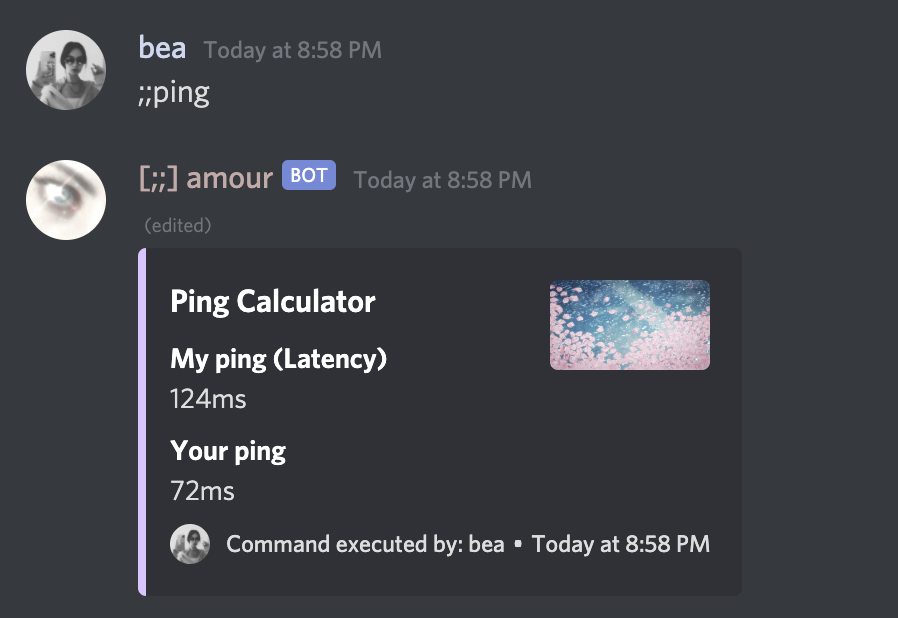 bea Today at 8:58 PM
;;ping
[;;] amour BOT Today at 8:58 PM
(edited)
Ping Calculator
My ping (Latency)
124ms
Your ping
72ms
Command executed by: bea • Today at 8:58 PM